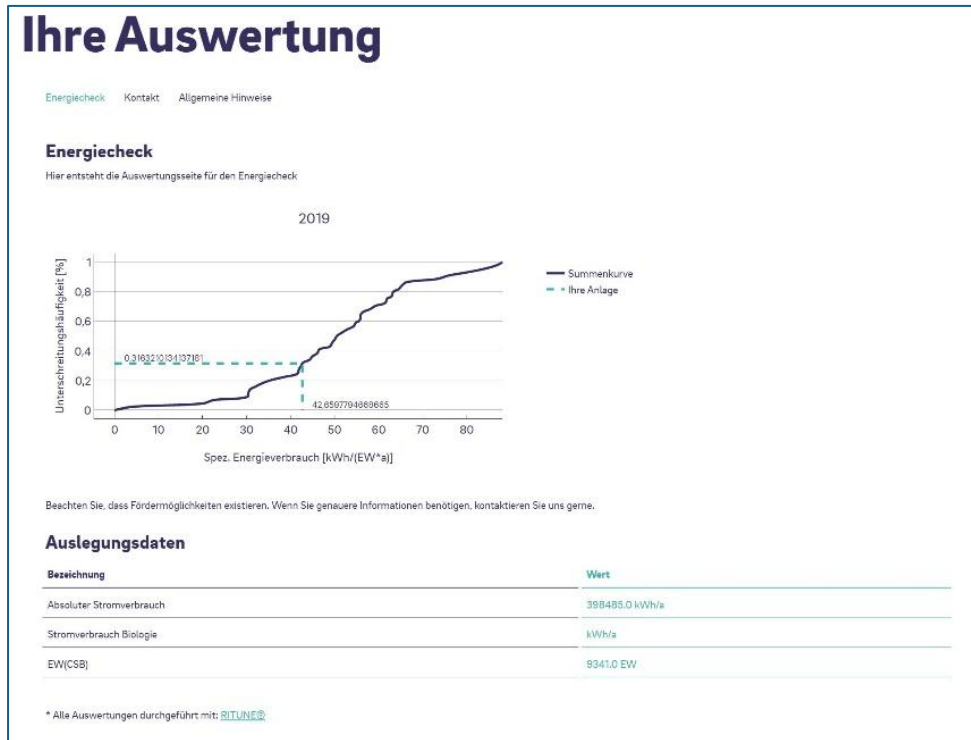 Ihre Auswertung
Energiecheck Kontakt Allgemeine Hinweise
Energiecheck
Hier entsteht die Auswertungsseite für den Energiecheck
2019
Unterschreitungshäufigkeit [%]
1
0,8
0,6
0,4
0,2
0
0,3163210134137181
42,6597794668665
0 10 20 30 40 50 60 70 80
Spez. Energieverbrauch [kWh/(EW*a)]
Summenkurve
Ihre Anlage
Beachten Sie, dass Fördermöglichkeiten existieren. Wenn Sie genauere Informationen benötigen, kontaktieren Sie uns gerne.
Auslegungsdaten
Bezeichnung Wert
Absoluter Stromverbrauch 398485.0 kWh/a
Stromverbrauch Biologie kWh/a
EW(CSB) 9341.0 EW
* Alle Auswertungen durchgeführt mit: RITUNE®